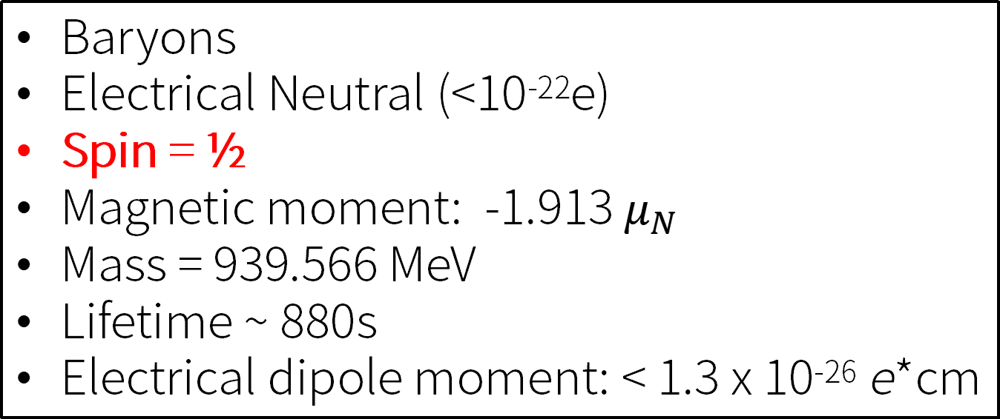 • Baryons
• Electrical Neutral (<10⁻²²e)
• Spin = ½
• Magnetic moment:  -1.913 𝝁_𝑵
• Mass = 939.566 MeV
• Lifetime ~ 880s
• Electrical dipole moment: < 1.3 x 10⁻²⁶ e*cm